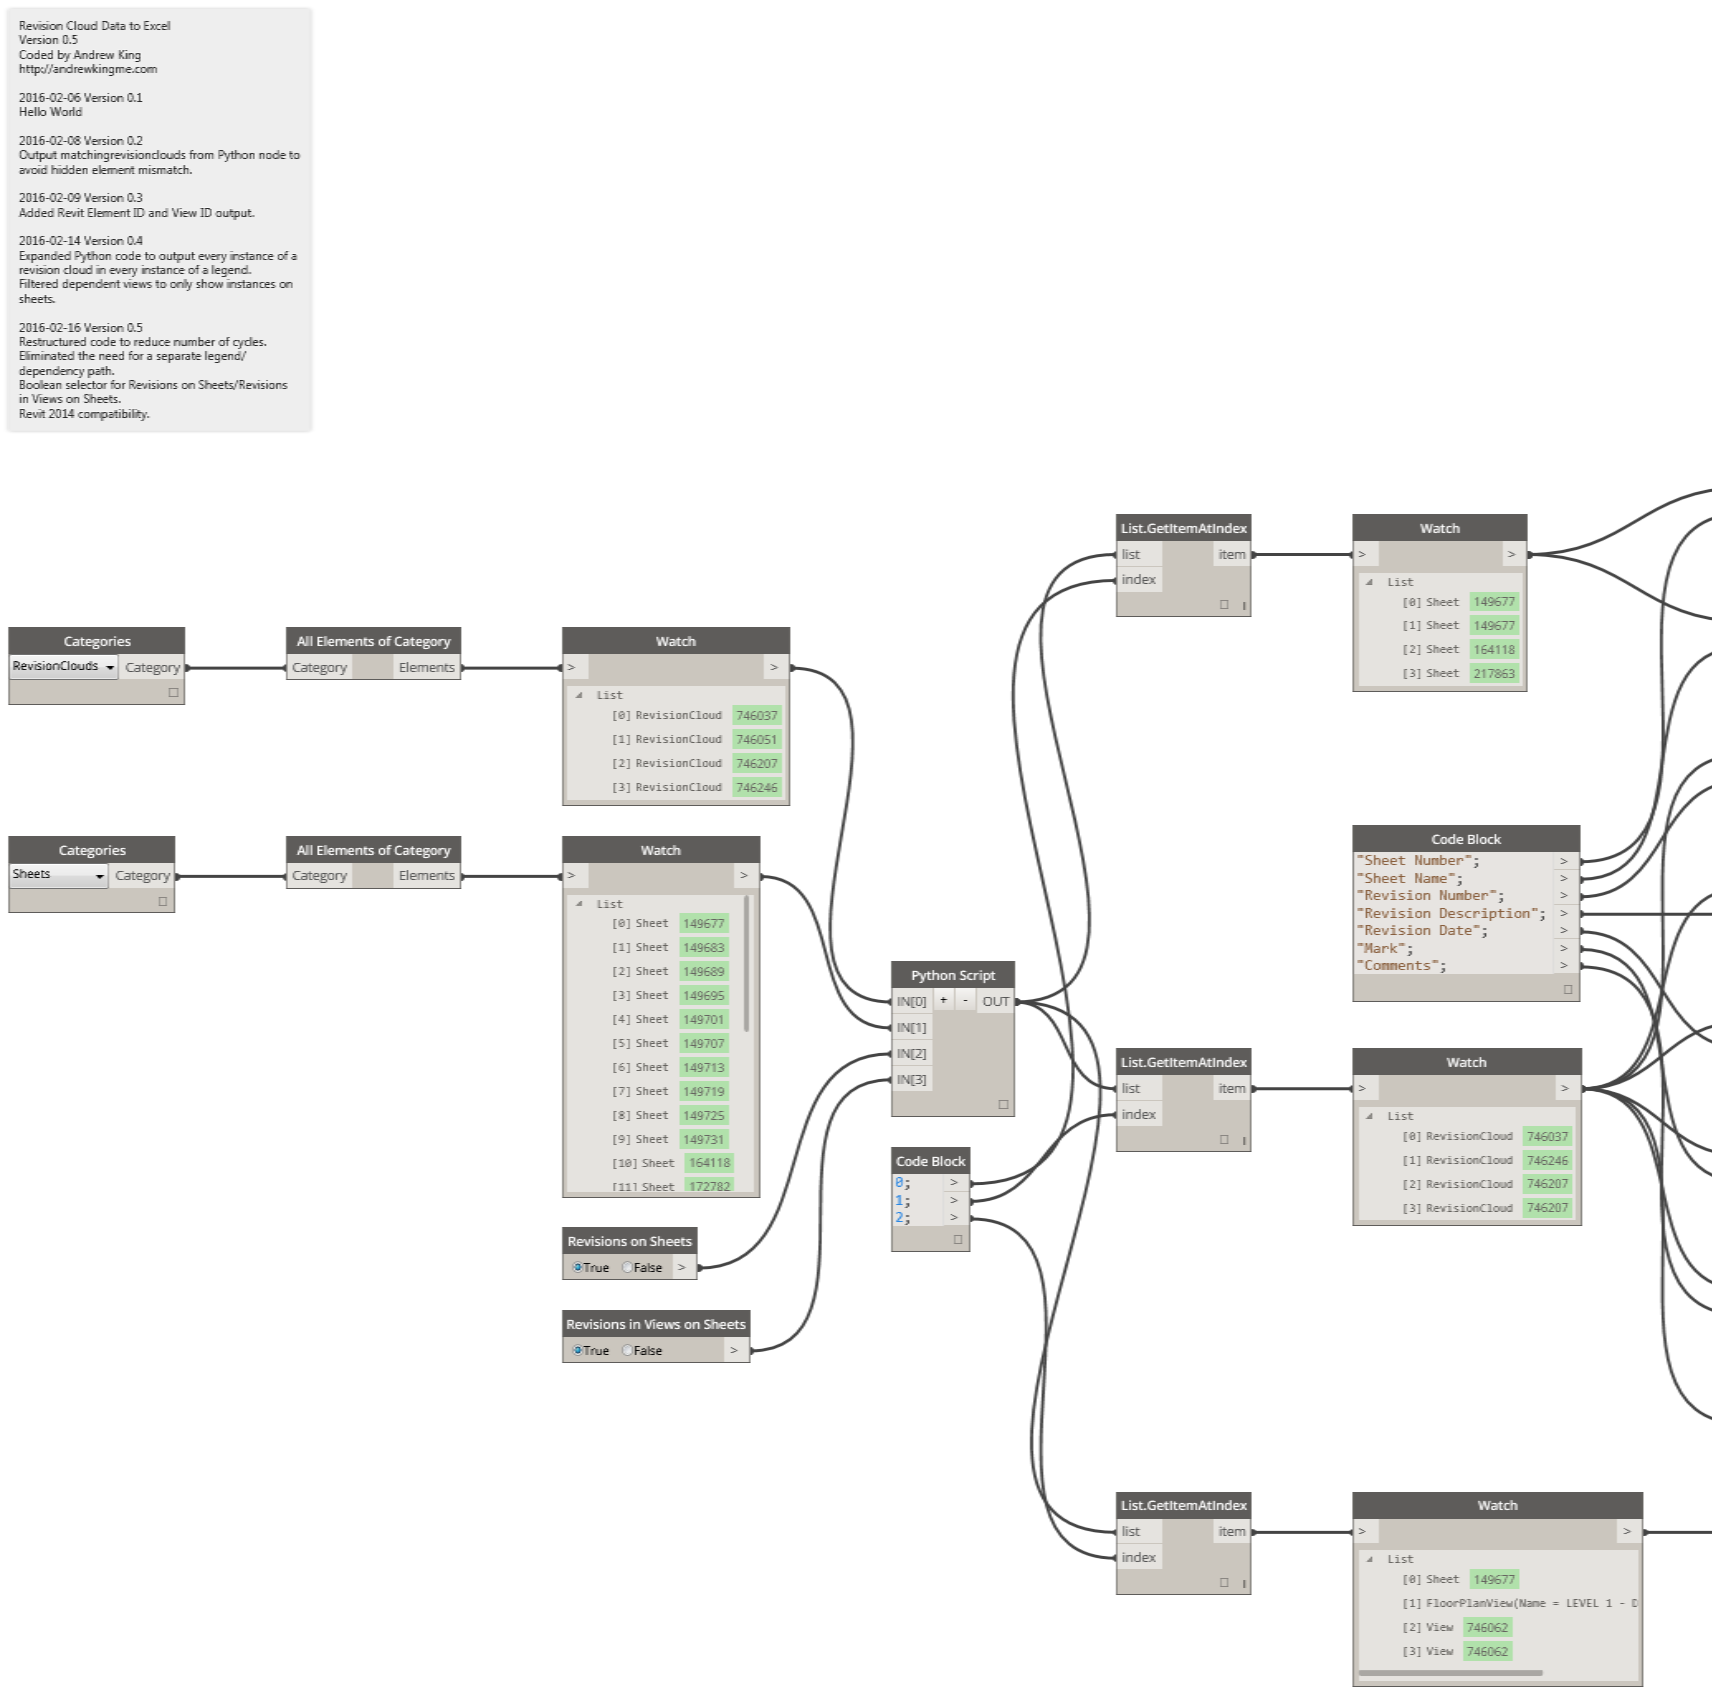 Revision Cloud Data to Excel
Version 0.5
Coded by Andrew King
http://andrewkingme.com
2016-02-06 Version 0.1
Hello World
2016-02-08 Version 0.2
Output matchingrevisionclouds from Python node to
avoid hidden element mismatch.
2016-02-09 Version 0.3
Added Revit Element ID and View ID output.
2016-02-14 Version 0.4
Expanded Python code to output every instance of a
revision cloud in every instance of a legend.
Filtered dependent views to only show instances on
sheets.
2016-02-16 Version 0.5
Restructured code to reduce number of cycles.
Eliminated the need for a separate legend/
dependency path.
Boolean selector for Revisions on Sheets/Revisions
in Views on Sheets.
Revit 2014 compatibility.
Categories
RevisionClouds Category
All Elements of Category
Category Elements
Watch
> >
List
[0] RevisionCloud 746037
[1] RevisionCloud 746051
[2] RevisionCloud 746207
[3] RevisionCloud 746246
Categories
Sheets Category
All Elements of Category
Category Elements
Watch
> >
List
[0] Sheet 149677
[1] Sheet 149683
[2] Sheet 149689
[3] Sheet 149695
[4] Sheet 149701
[5] Sheet 149707
[6] Sheet 149713
[7] Sheet 149719
[8] Sheet 149725
[9] Sheet 149731
[10] Sheet 164118
[11] Sheet 172782
Revisions on Sheets
True False >
Revisions in Views on Sheets
True False >
Python Script
IN[0] + - OUT
IN[1]
IN[2]
IN[3]
Code Block
0; >
1; >
2; >
List.GetItemAtIndex
list item
index
Watch
> >
List
[0] Sheet 149677
[1] Sheet 149677
[2] Sheet 164118
[3] Sheet 217863
Code Block
"Sheet Number"; >
"Sheet Name"; >
"Revision Number"; >
"Revision Description"; >
"Revision Date"; >
"Mark"; >
"Comments"; >
List.GetItemAtIndex
list item
index
Watch
> >
List
[0] RevisionCloud 746037
[1] RevisionCloud 746246
[2] RevisionCloud 746207
[3] RevisionCloud 746207
List.GetItemAtIndex
list item
index
Watch
> >
List
[0] Sheet 149677
[1] FloorPlanView(Name = LEVEL 1 - D
[2] View 746062
[3] View 746062